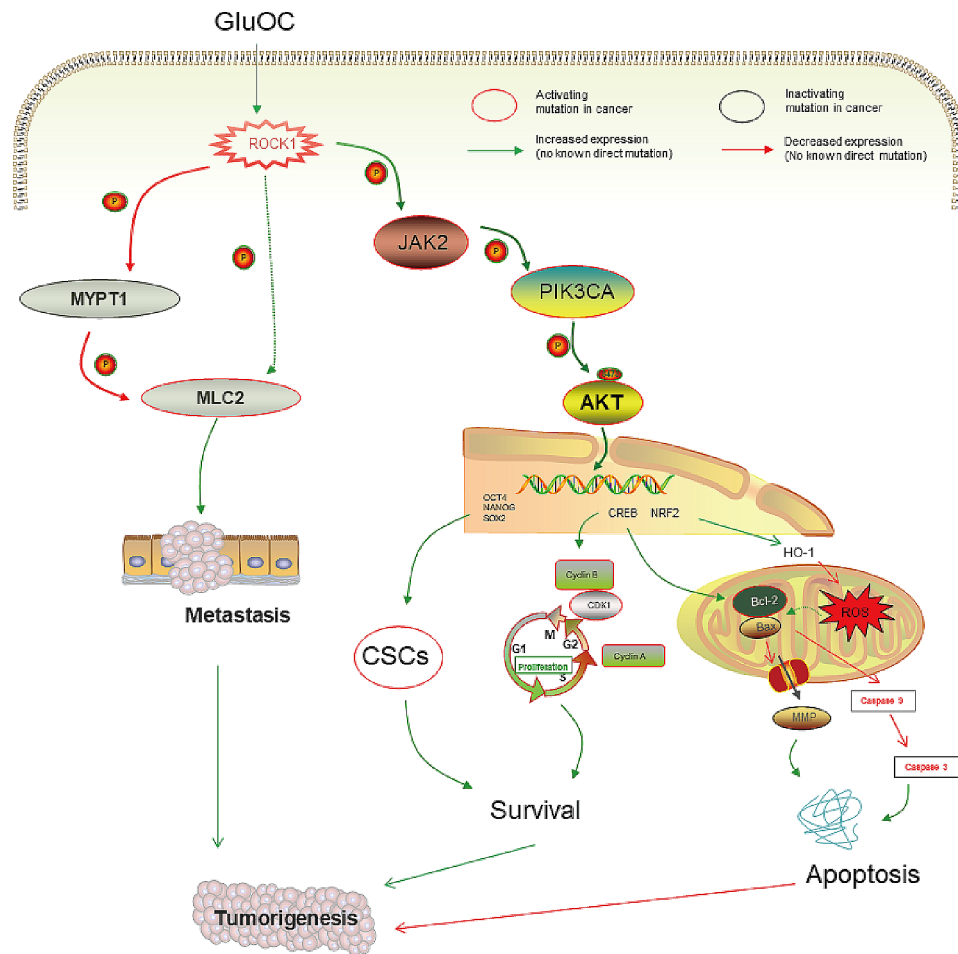 GluOC
Activating
mutation in cancer
Inactivating
mutation in cancer
Increased expression
(no known direct mutation)
Decreased expression
(No known direct mutation)
ROCK1
P
P
P
JAK2
P
MYPT1
PIK3CA
P
P
MLC2
AKT
OCT4
NANOG
SOX2
CREB NRF2
HO-1
Cyclin B
CDK1
Bcl-2
ROS
Bax
M
G2
G1
Proliferation
S
Cyclin A
Metastasis
CSCs
Caspase 9
MMP
Caspase 3
Survival
Apoptosis
Tumorigenesis